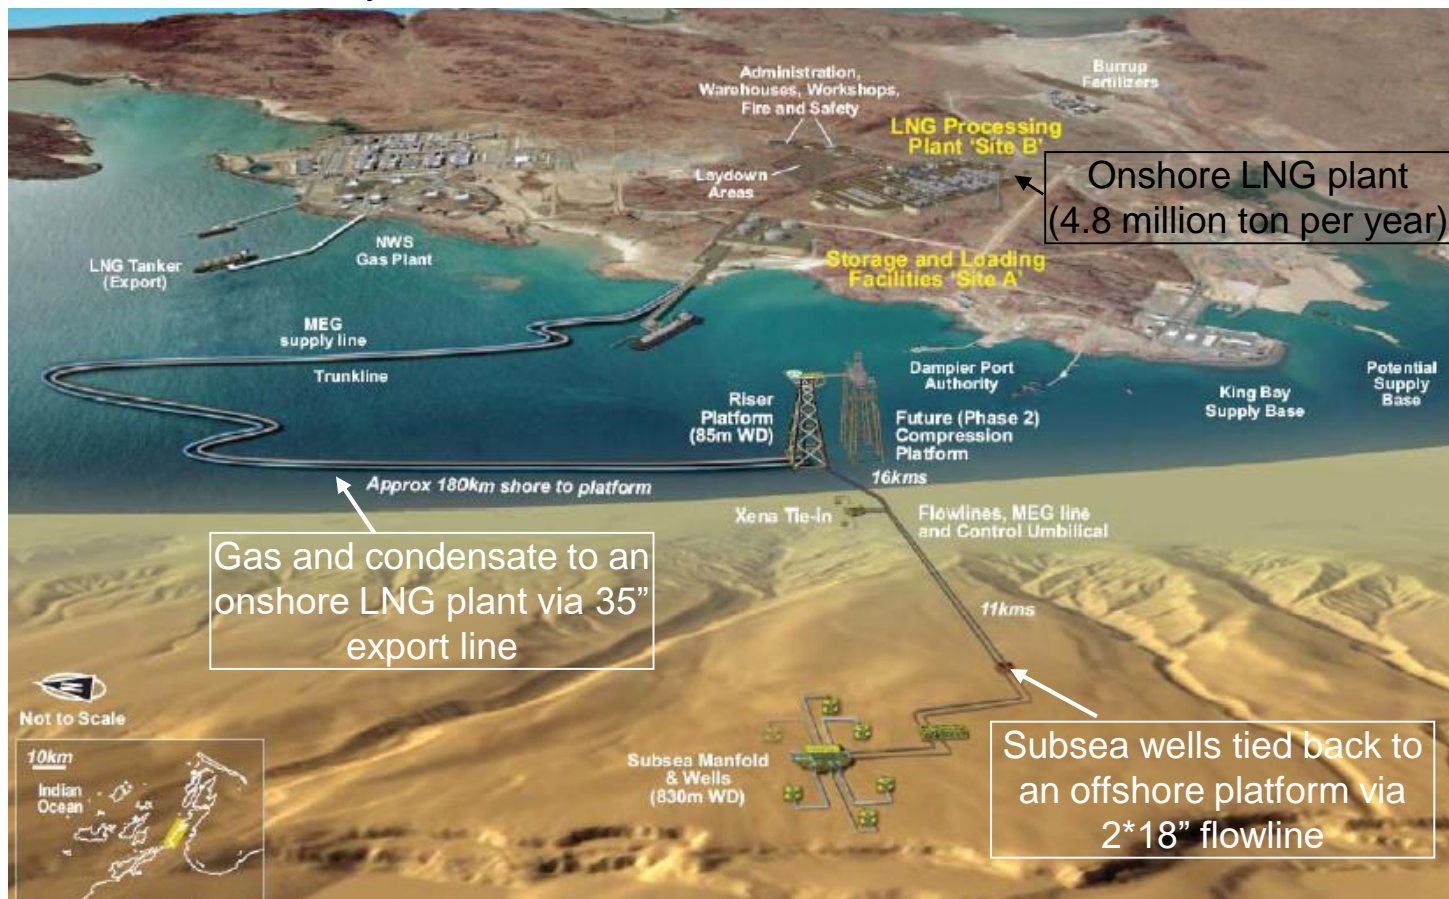 Administration,
Warehouses, Workshops,
Fire and Safety
Burrup
Fertilizers
LNG Processing
Plant 'Site B'
Onshore LNG plant
(4.8 million ton per year)
Laydown
Areas
NWS
Gas Plant
LNG Tanker
(Export)
Storage and Loading
Facilities 'Site A'
MEG
supply line
Trunkline
Dampier Port
Authority
King Bay
Supply Base
Potential
Supply
Base
Riser
Platform
(85m WD)
Future (Phase 2)
Compression
Platform
Approx 180km shore to platform
16kms
Xena Tie-in
Flowlines, MEG line
and Control Umbilical
Gas and condensate to an
onshore LNG plant via 35”
export line
11kms
Not to Scale
10km
Indian
Ocean
Subsea Manfold
& Wells
(830m WD)
Subsea wells tied back to
an offshore platform via
2*18” flowline